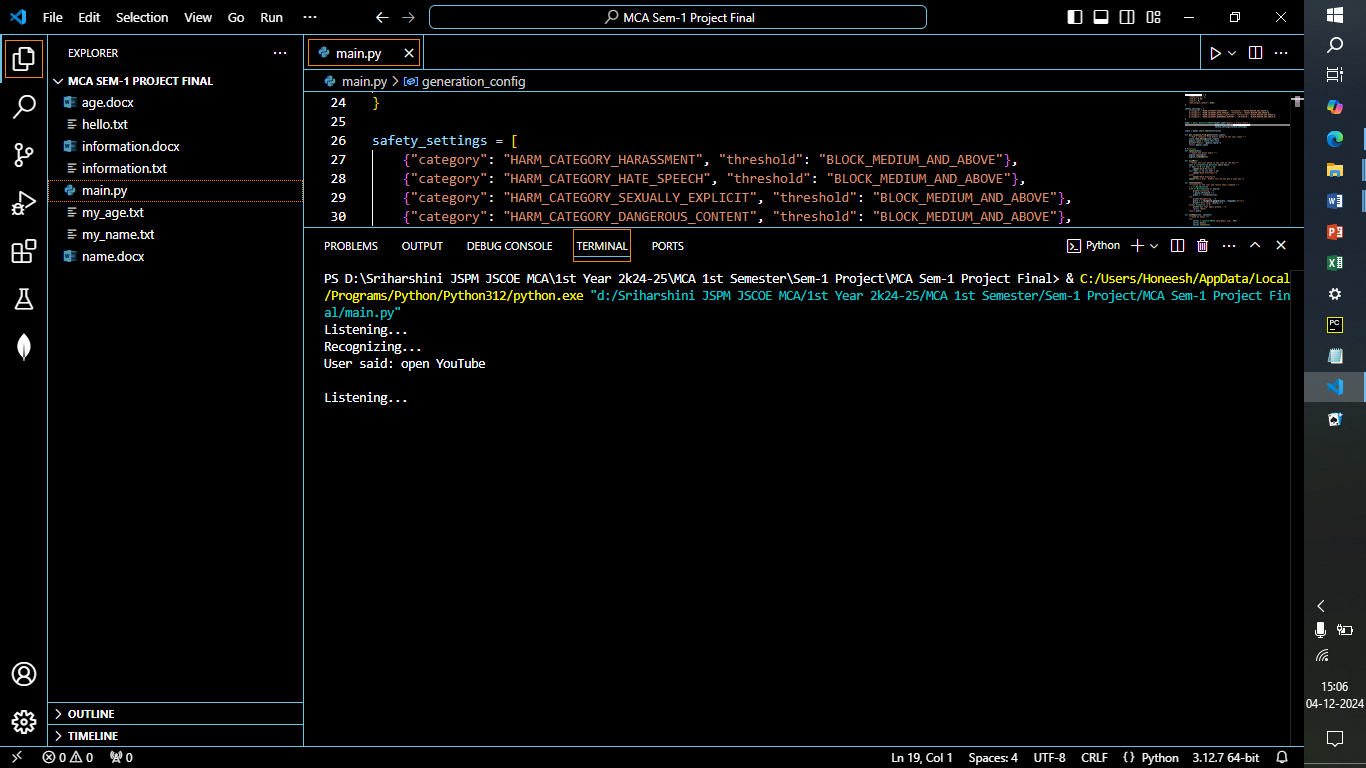 File Edit Selection View Go Run ···
MCA Sem-1 Project Final
EXPLORER
MCA SEM-1 PROJECT FINAL
age.docx
hello.txt
information.docx
information.txt
main.py
my_age.txt
my_name.txt
name.docx
OUTLINE
TIMELINE
main.py
main.py > generation_config
24 }
25
26 safety_settings = [
27 {"category": "HARM_CATEGORY_HARASSMENT", "threshold": "BLOCK_MEDIUM_AND_ABOVE"},
28 {"category": "HARM_CATEGORY_HATE_SPEECH", "threshold": "BLOCK_MEDIUM_AND_ABOVE"},
29 {"category": "HARM_CATEGORY_SEXUALLY_EXPLICIT", "threshold": "BLOCK_MEDIUM_AND_ABOVE"},
30 {"category": "HARM_CATEGORY_DANGEROUS_CONTENT", "threshold": "BLOCK_MEDIUM_AND_ABOVE"},
PROBLEMS OUTPUT DEBUG CONSOLE TERMINAL PORTS
Python
PS D:\Sriharshini JSPM JSCOE MCA\1st Year 2k24-25\MCA 1st Semester\Sem-1 Project\MCA Sem-1 Project Final> & C:/Users/Honeesh/AppData/Local
/Programs/Python/Python312/python.exe "d:/Sriharshini JSPM JSCOE MCA/1st Year 2k24-25/MCA 1st Semester/Sem-1 Project/MCA Sem-1 Project Fin
al/main.py"
Listening...
Recognizing...
User said: open YouTube
Listening...
0 0 0
Ln 19, Col 1 Spaces: 4 UTF-8 CRLF {} Python 3.12.7 64-bit
15:06
04-12-2024